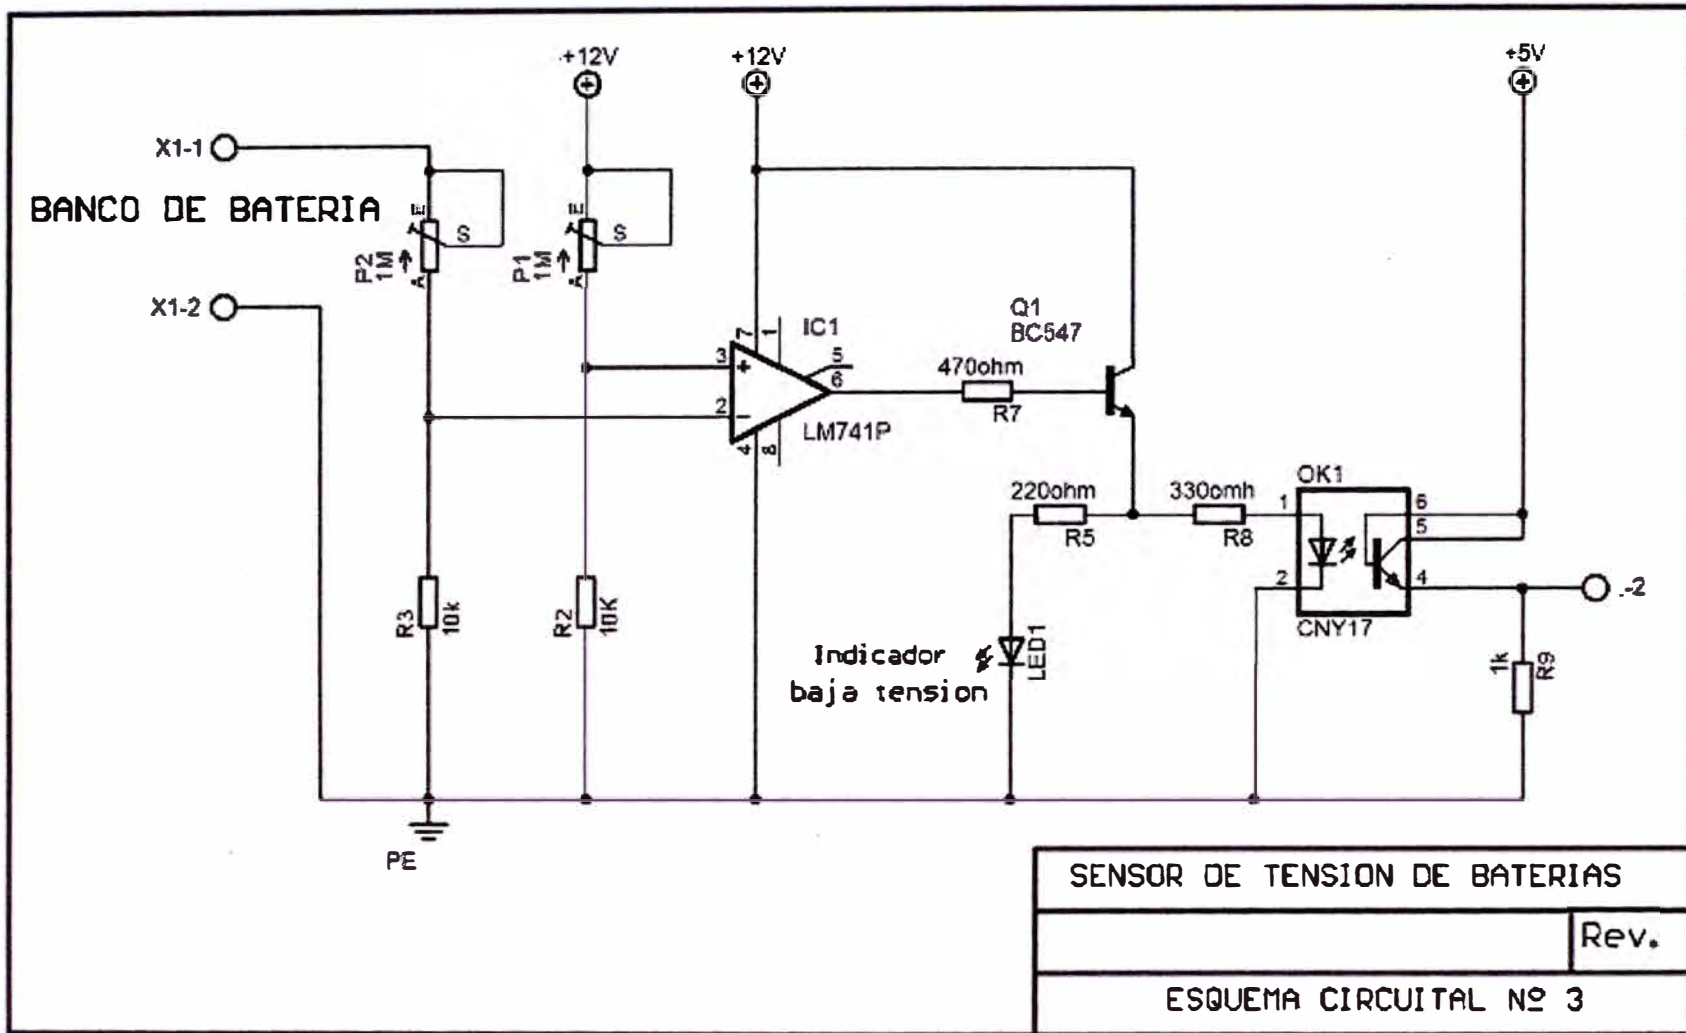 +12V
+12V
+5V
X1-1
BANCO DE BATERIA
E
S
P2
1M
A
E
S
P1
1M
A
X1-2
7
1
IC1
3
+
5
6
2
-
4
8
LM741P
Q1
BC547
470ohm
R7
220ohm
R5
330omh
R8
OK1
1
2
6
5
4
CNY17
.-2
R3
10k
R2
10K
Indicador
baja tension
LED1
1k
R9
PE
SENSOR DE TENSION DE BATERIAS
Rev.
ESQUEMA CIRCUITAL Nº 3